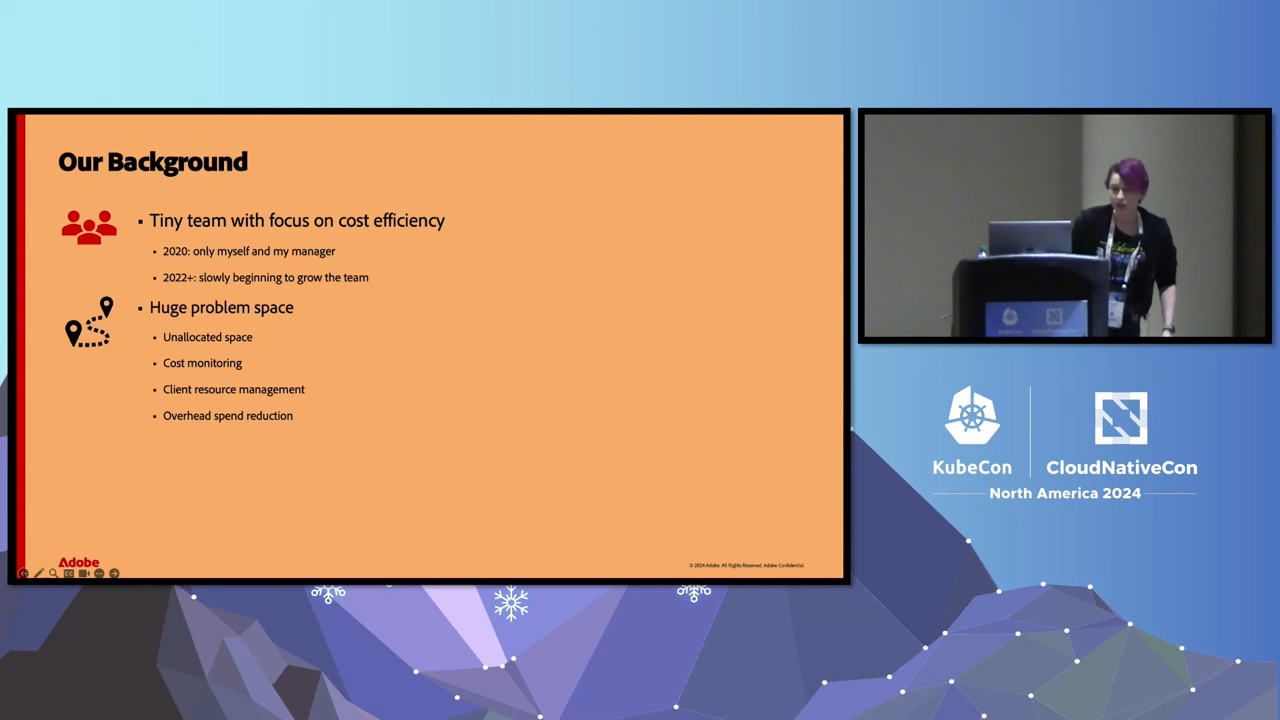 Our Background
Tiny team with focus on cost efficiency
2020: only myself and my manager
2022+: slowly beginning to grow the team
Huge problem space
Unallocated space
Cost monitoring
Client resource management
Overhead spend reduction
Adobe
© 2024 Adobe. All Rights Reserved. Adobe Confidential.
KubeCon
CloudNativeCon
North America 2024